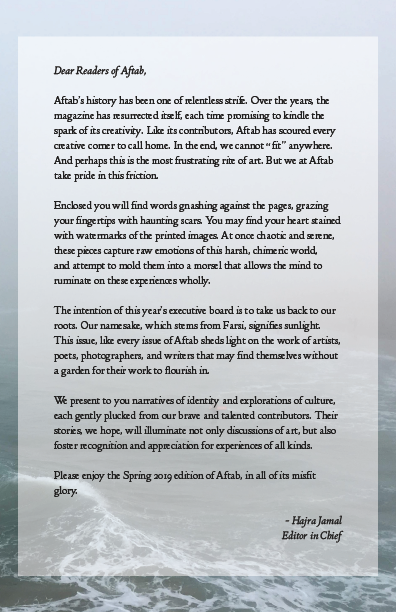 Dear Readers of Aftab,
Aftab's history has been one of relentless strife. Over the years, the
magazine has resurrected itself, each time promising to kindle the
spark of its creativity. Like its contributors, Aftab has scoured every
creative corner to call home. In the end, we cannot "fit" anywhere.
And perhaps this is the most frustrating rite of art. But we at Aftab
take pride in this friction.
Enclosed you will find words gnashing against the pages, grazing
your fingertips with haunting scars. You may find your heart stained
with watermarks of the printed images. At once chaotic and serene,
these pieces capture raw emotions of this harsh, chimeric world,
and attempt to mold them into a morsel that allows the mind to
ruminate on these experiences wholly.
The intention of this year's executive board is to take us back to our
roots. Our namesake, which stems from Farsi, signifies sunlight.
This issue, like every issue of Aftab sheds light on the work of artists,
poets, photographers, and writers that may find themselves without
a garden for their work to flourish in.
We present to you narratives of identity and explorations of culture,
each gently plucked from our brave and talented contributors. Their
stories, we hope, will illuminate not only discussions of art, but also
foster recognition and appreciation for experiences of all kinds.
Please enjoy the Spring 2019 edition of Aftab, in all of its misfit
glory.
- Hajra Jamal
Editor in Chief